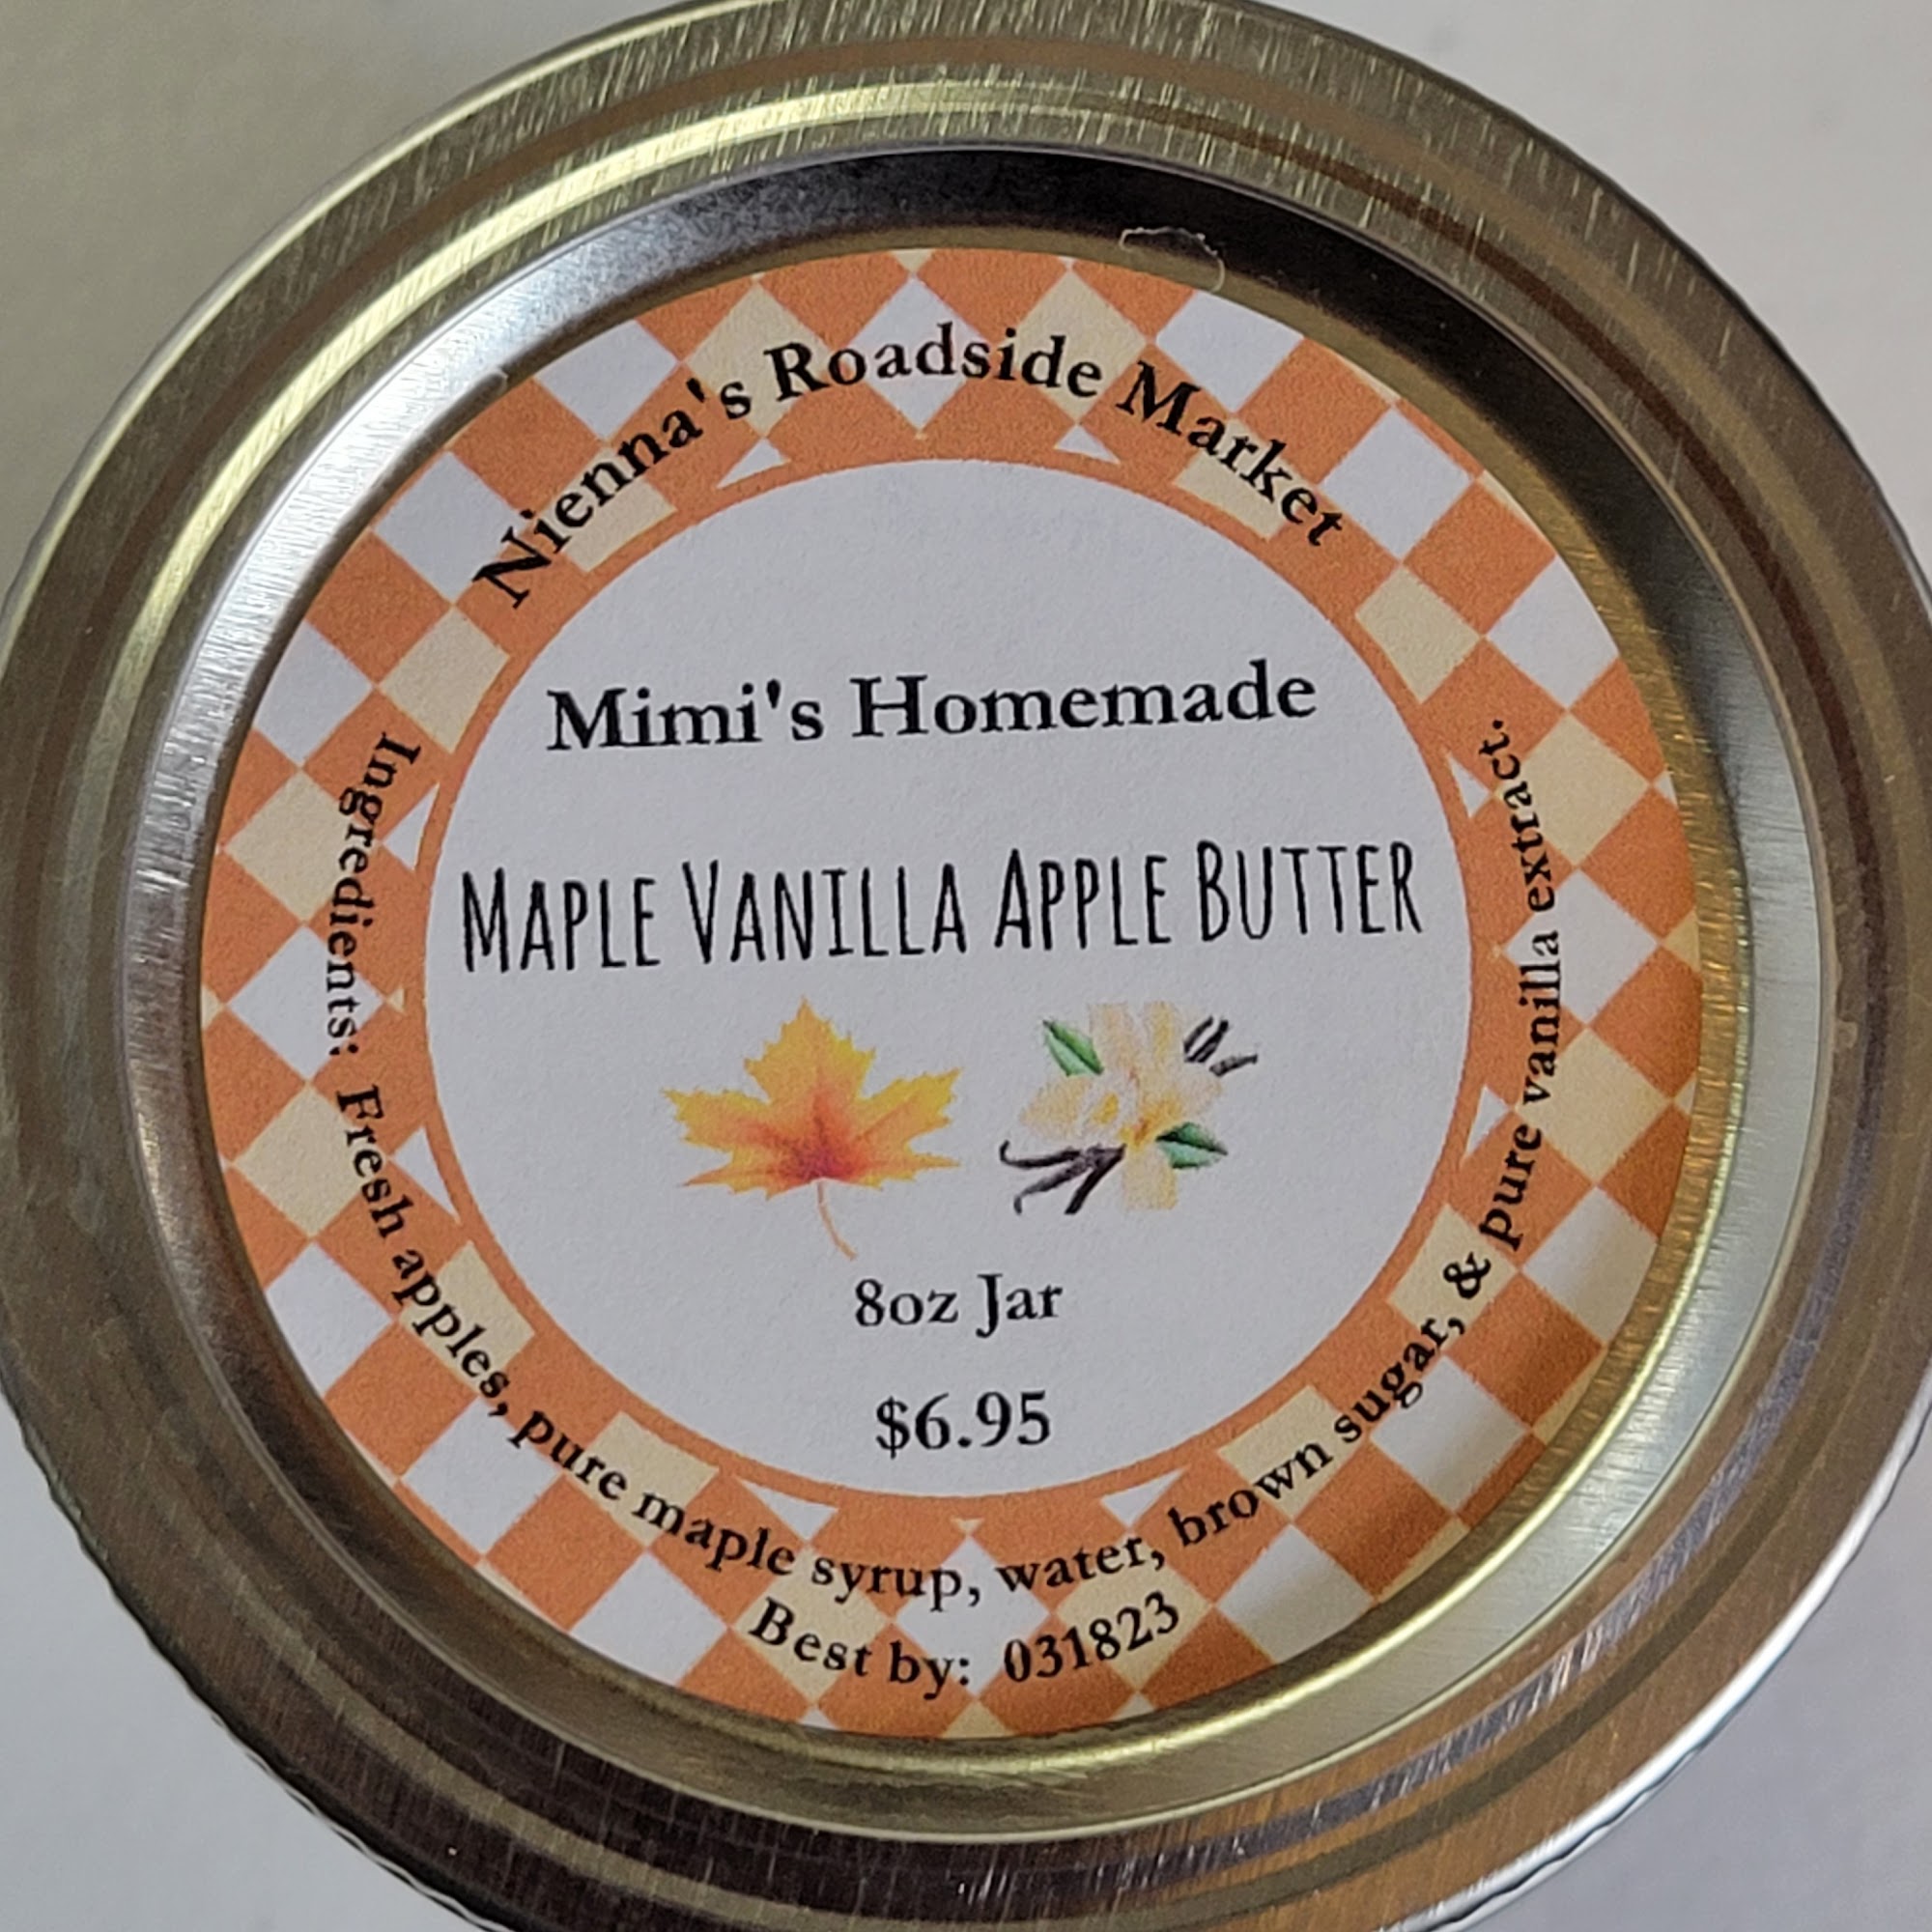 Nienna's Roadside Market
Mimi's Homemade
MAPLE VANILLA APPLE BUTTER
8oz Jar
$6.95
Ingredients: Fresh apples, pure maple syrup, water, brown sugar, & pure vanilla extract.
Best by: 031823